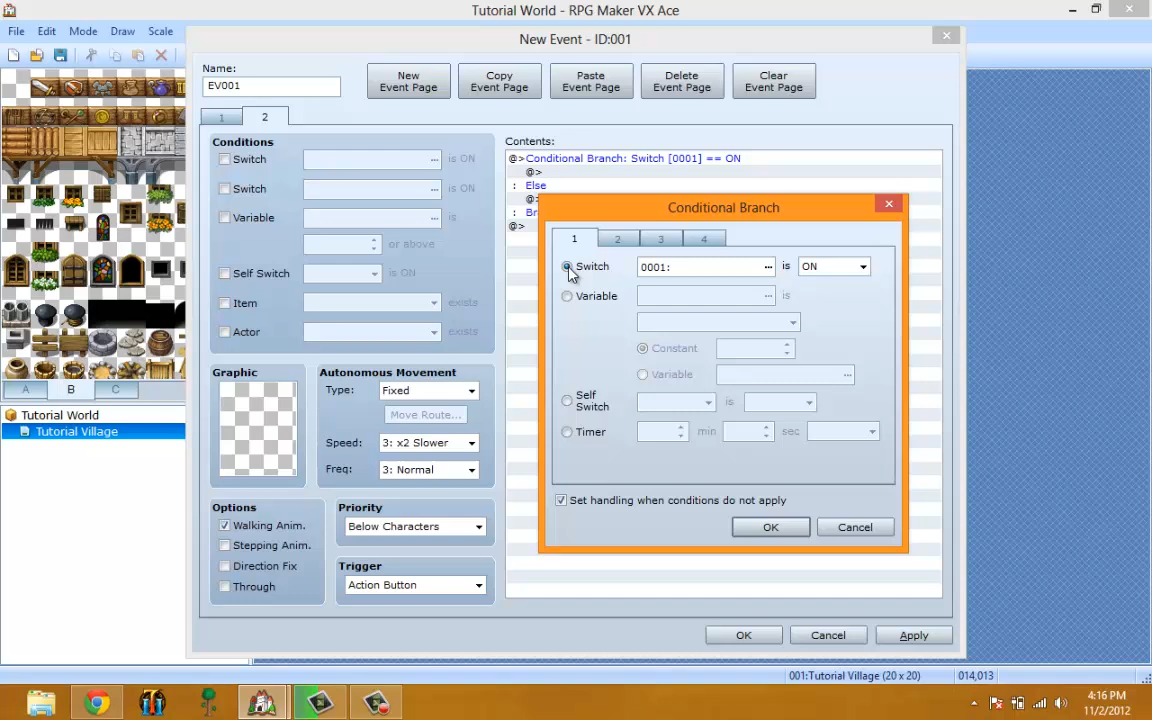 Tutorial World - RPG Maker VX Ace
File Edit Mode Draw Scale
New Event - ID:001
Name:
EV001
New Event Page
Copy Event Page
Paste Event Page
Delete Event Page
Clear Event Page
1 2
Conditions
Switch ... is ON
Switch ... is ON
Variable ... is
or above
Self Switch is ON
Item exists
Actor exists
Graphic
Autonomous Movement
Type: Fixed
Move Route...
Speed: 3: x2 Slower
Freq: 3: Normal
Options
Walking Anim.
Stepping Anim.
Direction Fix
Through
Priority
Below Characters
Trigger
Action Button
Contents:
@>Conditional Branch: Switch [0001] == ON
@>
: Else
@>
: Br
@>
Conditional Branch
1 2 3 4
Switch 0001: ... is ON
Variable ... is
Constant
Variable ...
Self Switch is
Timer min sec
Set handling when conditions do not apply
OK Cancel
OK Cancel Apply
A B C
Tutorial World
Tutorial Village
001:Tutorial Village (20 x 20) 014,013
4:16 PM
11/2/2012